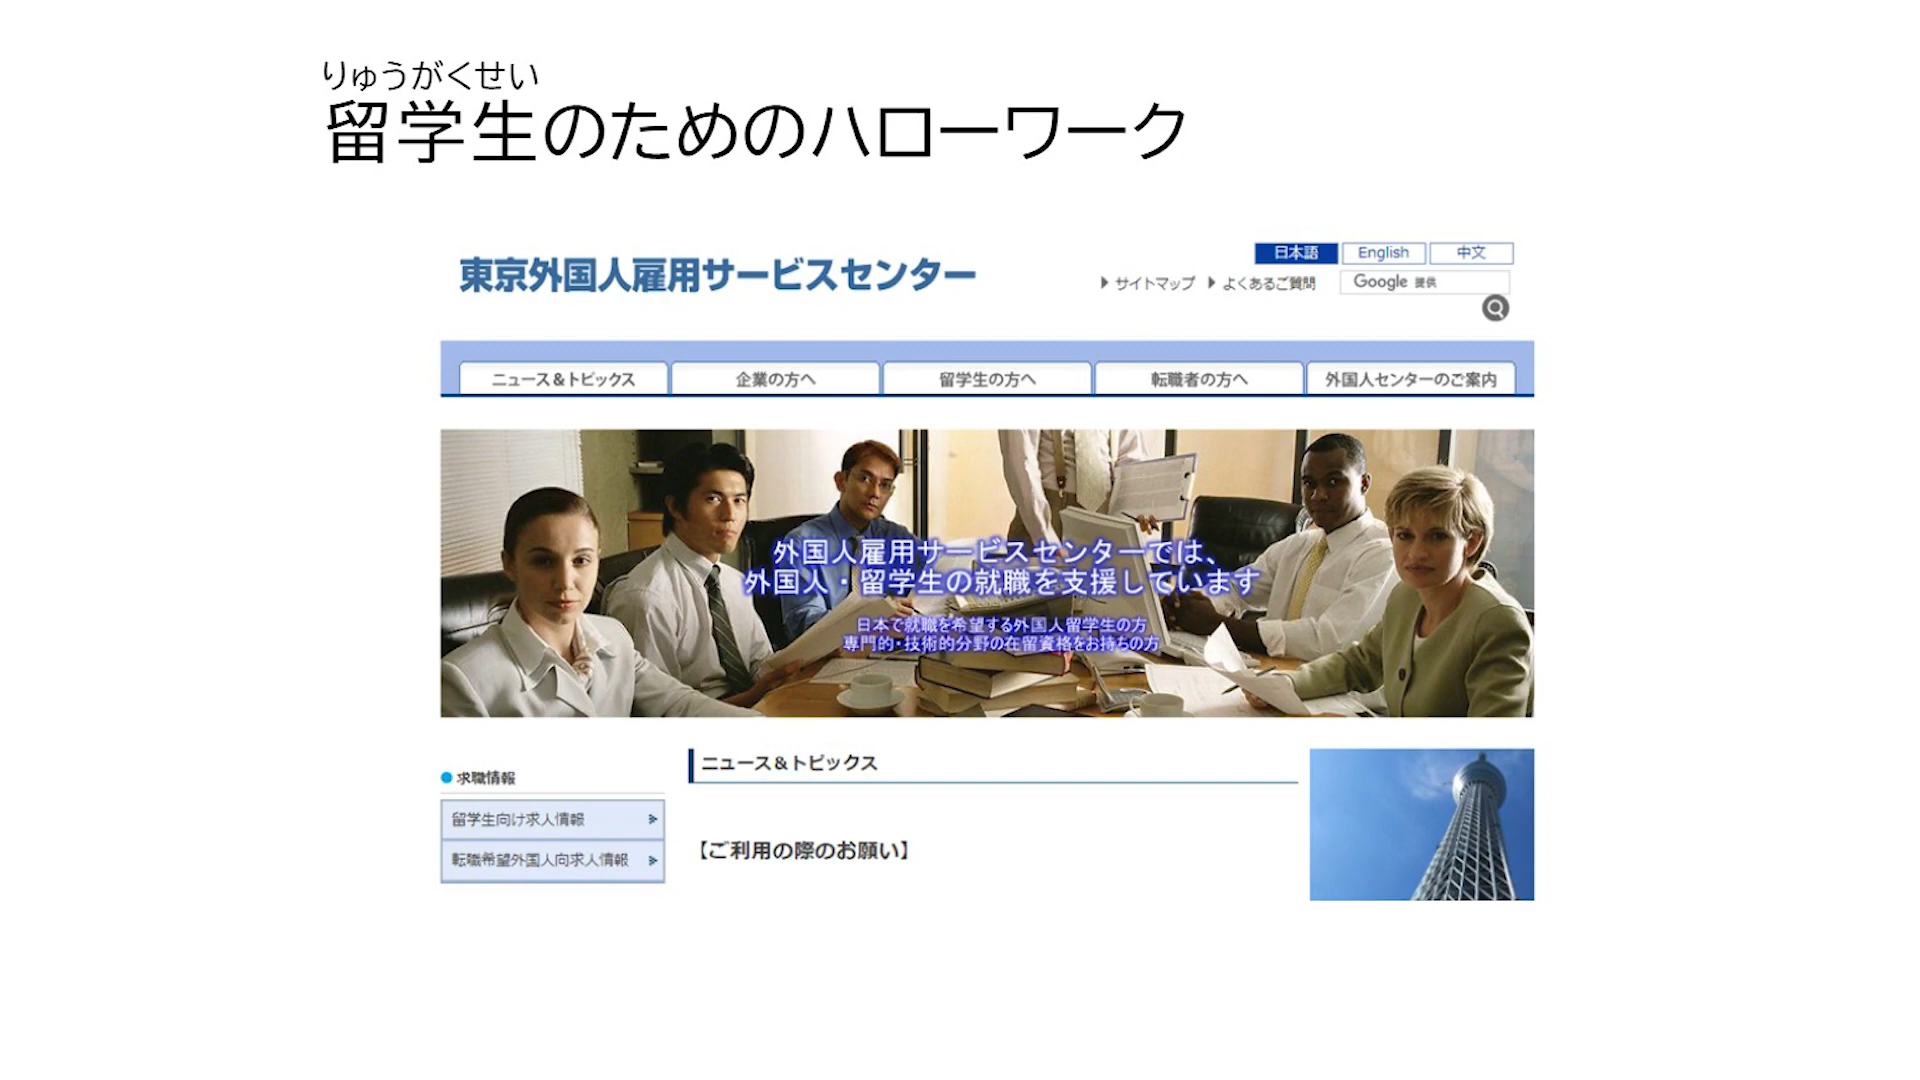 りゅうがくせい
留学生のためのハローワーク
東京外国人雇用サービスセンター
日本語 English 中文
サイトマップ よくあるご質問 Google 提供
ニュース&トピックス 企業の方へ 留学生の方へ 転職者の方へ 外国人センターのご案内
外国人雇用サービスセンターでは、
外国人・留学生の就職を支援しています
日本で就職を希望する外国人留学生の方
専門的・技術的分野の在留資格をお持ちの方
求職情報
留学生向け求人情報
転職希望外国人向求人情報
ニュース&トピックス
【ご利用の際のお願い】